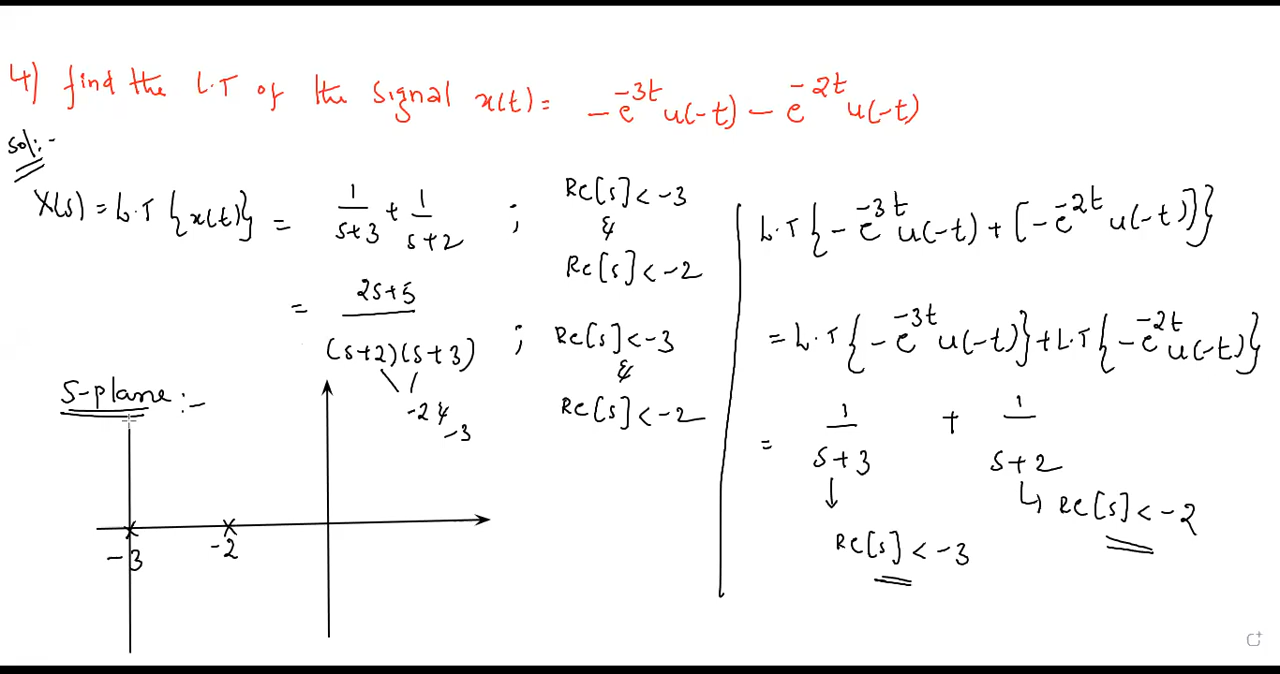 4) find the L.T of the signal x(t) = -e^{-3t} u(-t) - e^{-2t} u(-t)
Sol:-
X(s) = L.T {x(t)} = 1/(s+3) + 1/(s+2) ; Re[s] < -3
&
Re[s] < -2
= 2s+5/(s+2)(s+3) ; Re[s] < -3
&
Re[s] < -2
-2 &
-3
S-plane :-
-3
-2
L.T {-e^{-3t} u(-t) + [-e^{-2t} u(-t)]}
= L.T {-e^{-3t} u(-t)} + L.T {-e^{-2t} u(-t)}
= 1/(s+3) + 1/(s+2)
↓ Re[s] < -3
↳ Re[s] < -2